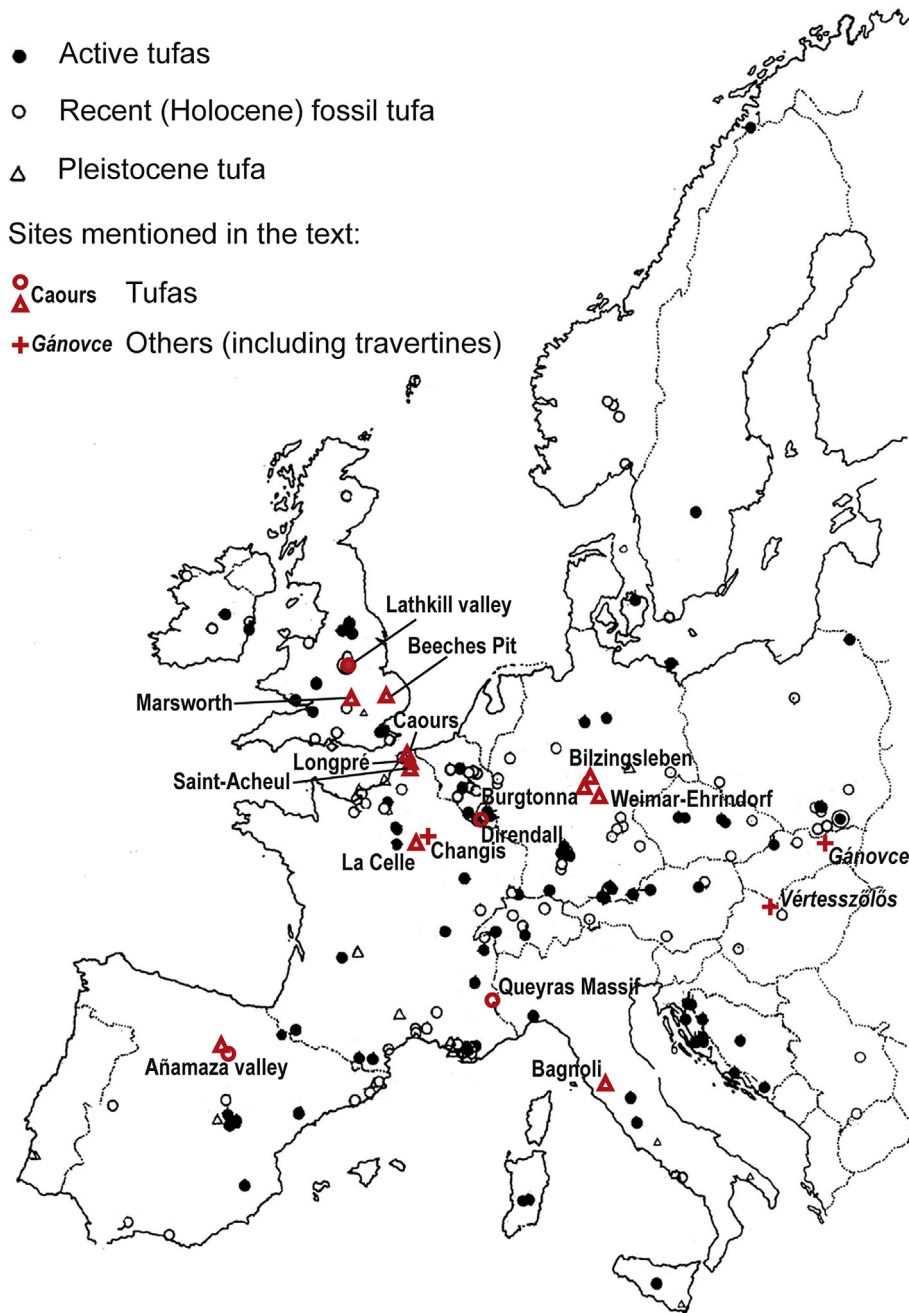 Active tufas
Recent (Holocene) fossil tufa
Pleistocene tufa
Sites mentioned in the text:
Caours Tufas
Gánovce Others (including travertines)
Lathkill valley
Beeches Pit
Marsworth
Caours
Longpré
Saint-Acheul
Bilzingsleben
Burgtonna
Weimar-Ehrindorf
Direndall
Changis
La Celle
Gánovce
Vértesszőlős
Queyras Massif
Añamaza valley
Bagnoli